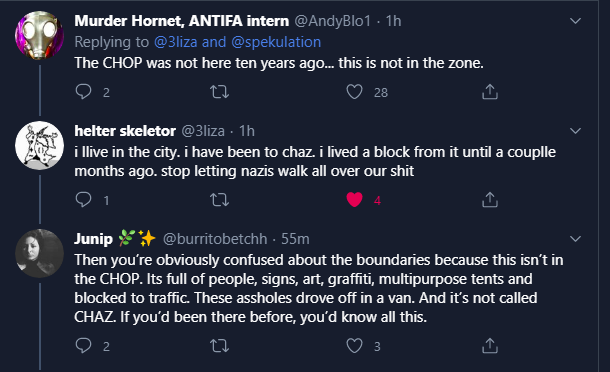 Murder Hornet, ANTIFA intern @AndyBlo1 · 1h
Replying to @3liza and @spekulation
The CHOP was not here ten years ago... this is not in the zone.
2 28
helter skeletor @3liza · 1h
i llive in the city. i have been to chaz. i lived a block from it until a couplle
months ago. stop letting nazis walk all over our shit
1 4
Junip 🌿✨ @burritobetchh · 55m
Then you're obviously confused about the boundaries because this isn't in
the CHOP. Its full of people, signs, art, graffiti, multipurpose tents and
blocked to traffic. These assholes drove off in a van. And it's not called
CHAZ. If you'd been there before, you'd know all this.
2 3